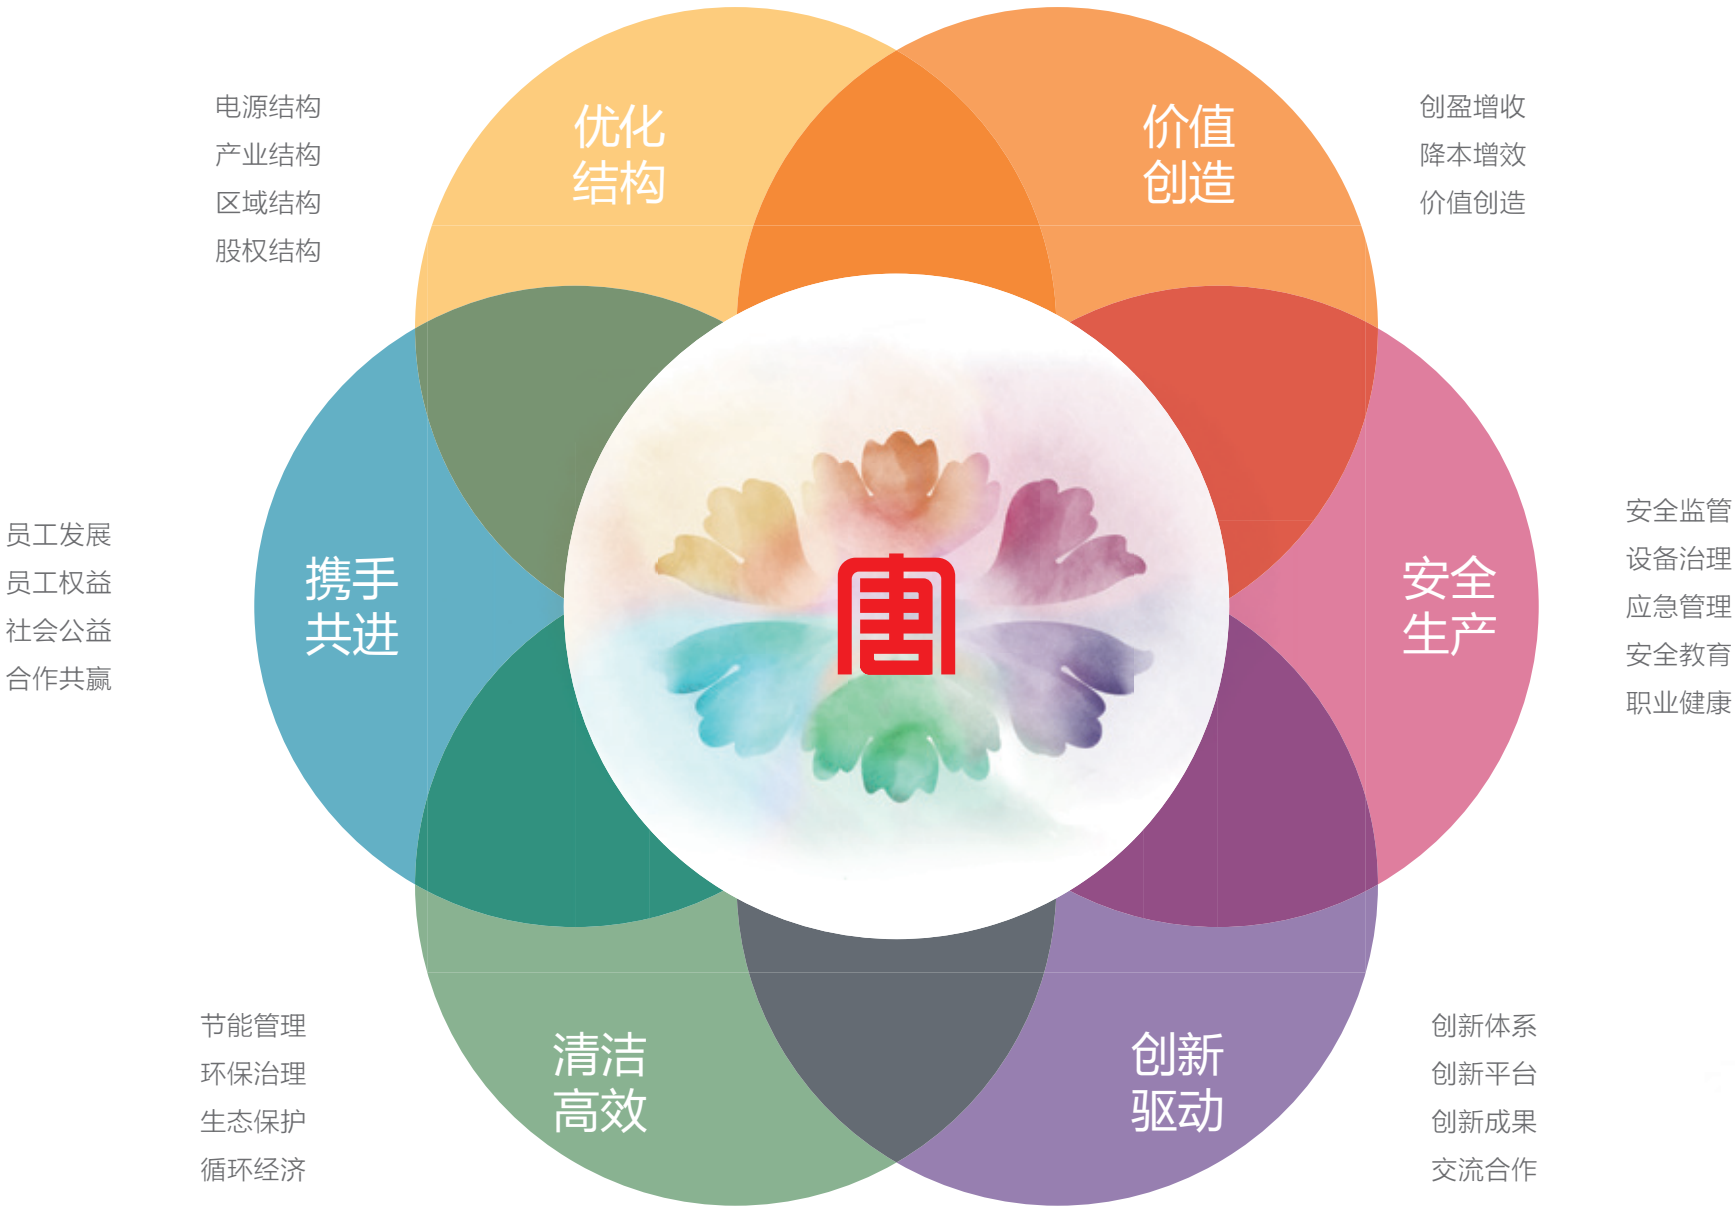 优化
结构
电源结构
产业结构
区域结构
股权结构
价值
创造
创盈增收
降本增效
价值创造
携手
共进
员工发展
员工权益
社会公益
合作共赢
唐
安全
生产
安全监管
设备治理
应急管理
安全教育
职业健康
清洁
高效
节能管理
环保治理
生态保护
循环经济
创新
驱动
创新体系
创新平台
创新成果
交流合作